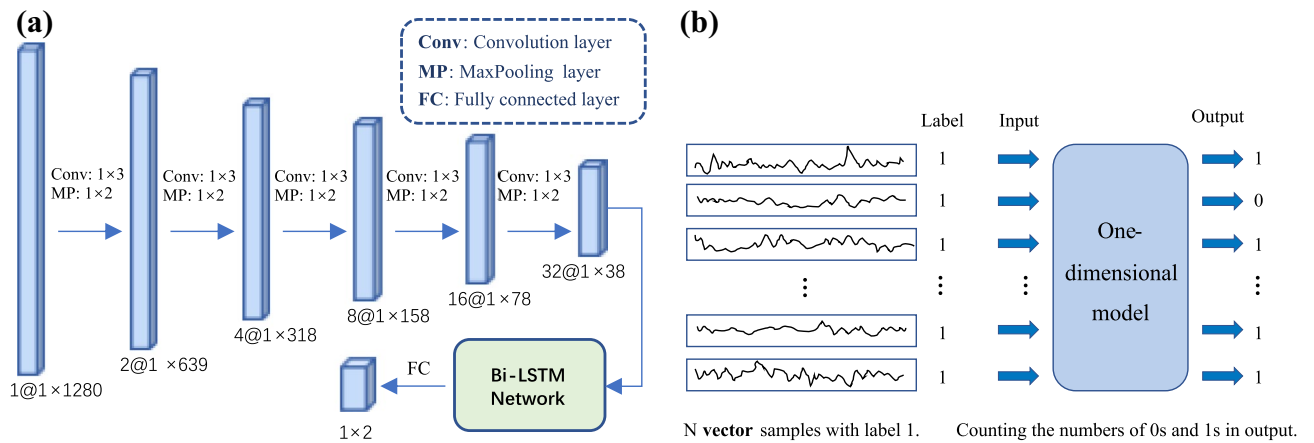 (a)
Conv: Convolution layer
MP: MaxPooling layer
FC: Fully connected layer
Conv: 1×3
MP: 1×2
Conv: 1×3
MP: 1×2
Conv: 1×3
MP: 1×2
Conv: 1×3
MP: 1×2
Conv: 1×3
MP: 1×2
1@1 ×1280
2@1 ×639
4@1 ×318
8@1 ×158
16@1 ×78
32@1 ×38
Bi-LSTM
Network
FC
1×2
(b)
Label
Input
Output
1
1
1
0
1
1
⋮
⋮
⋮
⋮
1
1
1
1
One-
dimensional
model
N vector samples with label 1.
Counting the numbers of 0s and 1s in output.